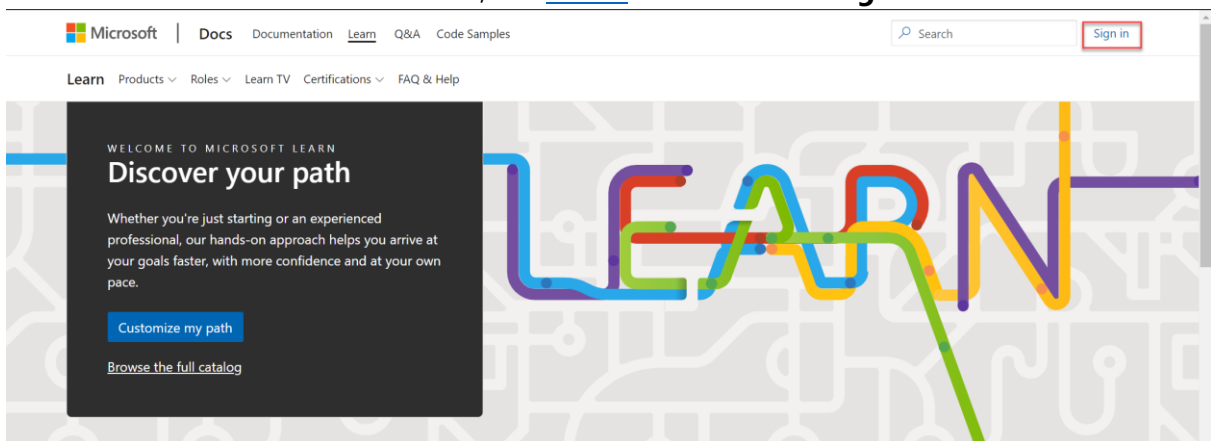 Microsoft | Docs Documentation Learn Q&A Code Samples Search Sign in
Learn Products Roles Learn TV Certifications FAQ & Help
WELCOME TO MICROSOFT LEARN
Discover your path
Whether you're just starting or an experienced
professional, our hands-on approach helps you arrive at
your goals faster, with more confidence and at your own
pace.
Customize my path
Browse the full catalog
LEARN